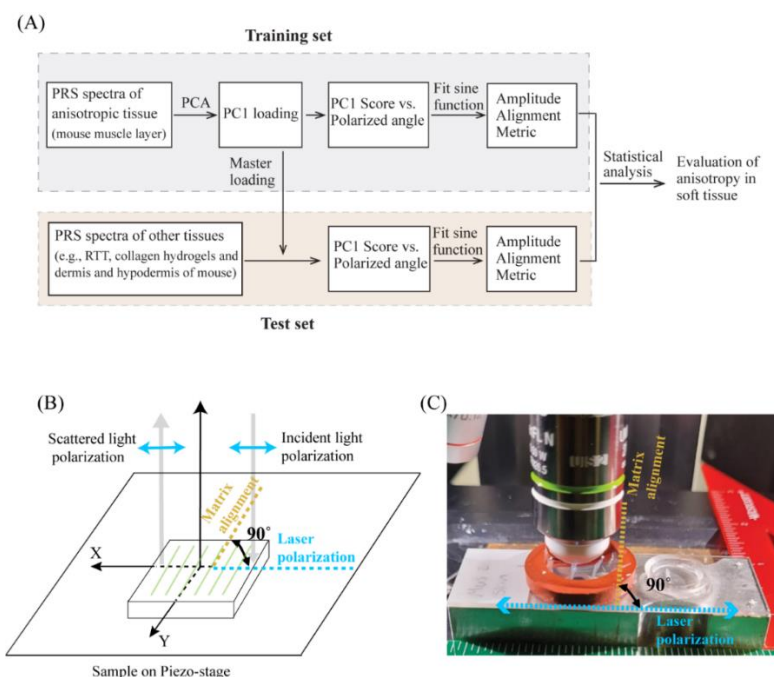 (A)
Training set
PRS spectra of
anisotropic tissue
(mouse muscle layer)
PCA
PC1 loading
PC1 Score vs.
Polarized angle
Fit sine
function
Amplitude
Alignment
Metric
Master
loading
Statistical
analysis
Evaluation of
anisotropy in
soft tissue
PRS spectra of other tissues
(e.g., RTT, collagen hydrogels and
dermis and hypodermis of mouse)
PC1 Score vs.
Polarized angle
Fit sine
function
Amplitude
Alignment
Metric
Test set
(B)
Scattered light
polarization
Incident light
polarization
Matrix
alignment
90°
Laser
polarization
X
Y
Sample on Piezo-stage
(C)
Matrix
alignment
90°
Laser
polarization